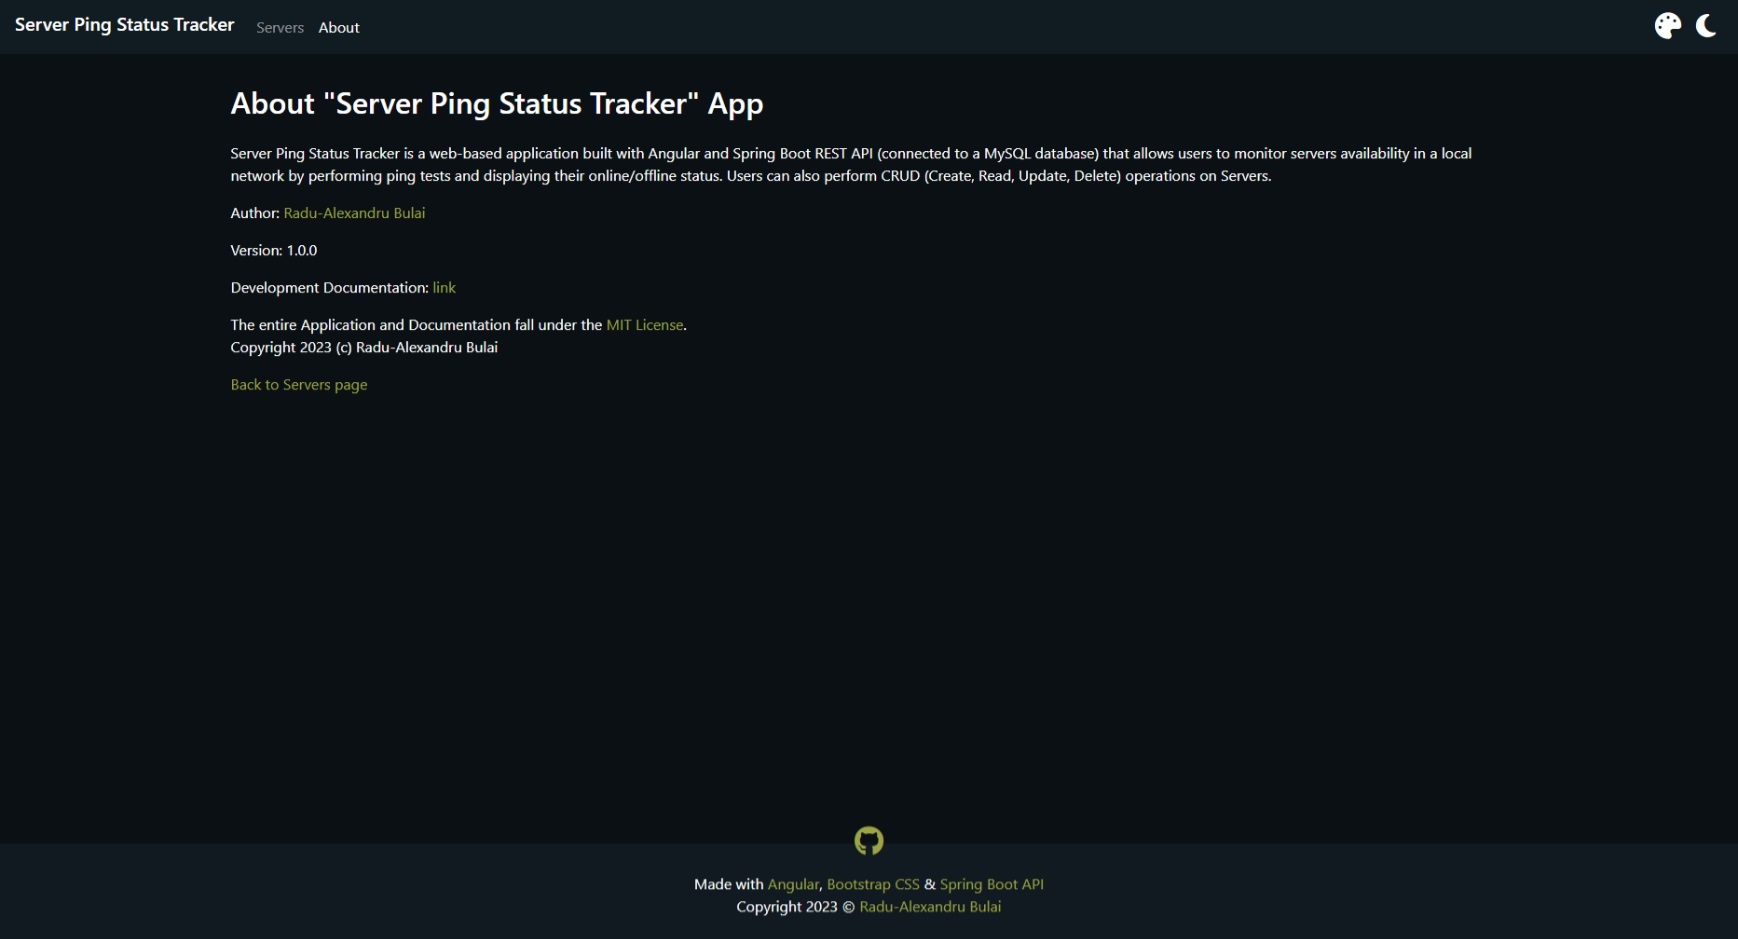 Server Ping Status Tracker Servers About
About "Server Ping Status Tracker" App
Server Ping Status Tracker is a web-based application built with Angular and Spring Boot REST API (connected to a MySQL database) that allows users to monitor servers availability in a local
network by performing ping tests and displaying their online/offline status. Users can also perform CRUD (Create, Read, Update, Delete) operations on Servers.
Author: Radu-Alexandru Bulai
Version: 1.0.0
Development Documentation: link
The entire Application and Documentation fall under the MIT License.
Copyright 2023 (c) Radu-Alexandru Bulai
Back to Servers page
Made with Angular, Bootstrap CSS & Spring Boot API
Copyright 2023 © Radu-Alexandru Bulai